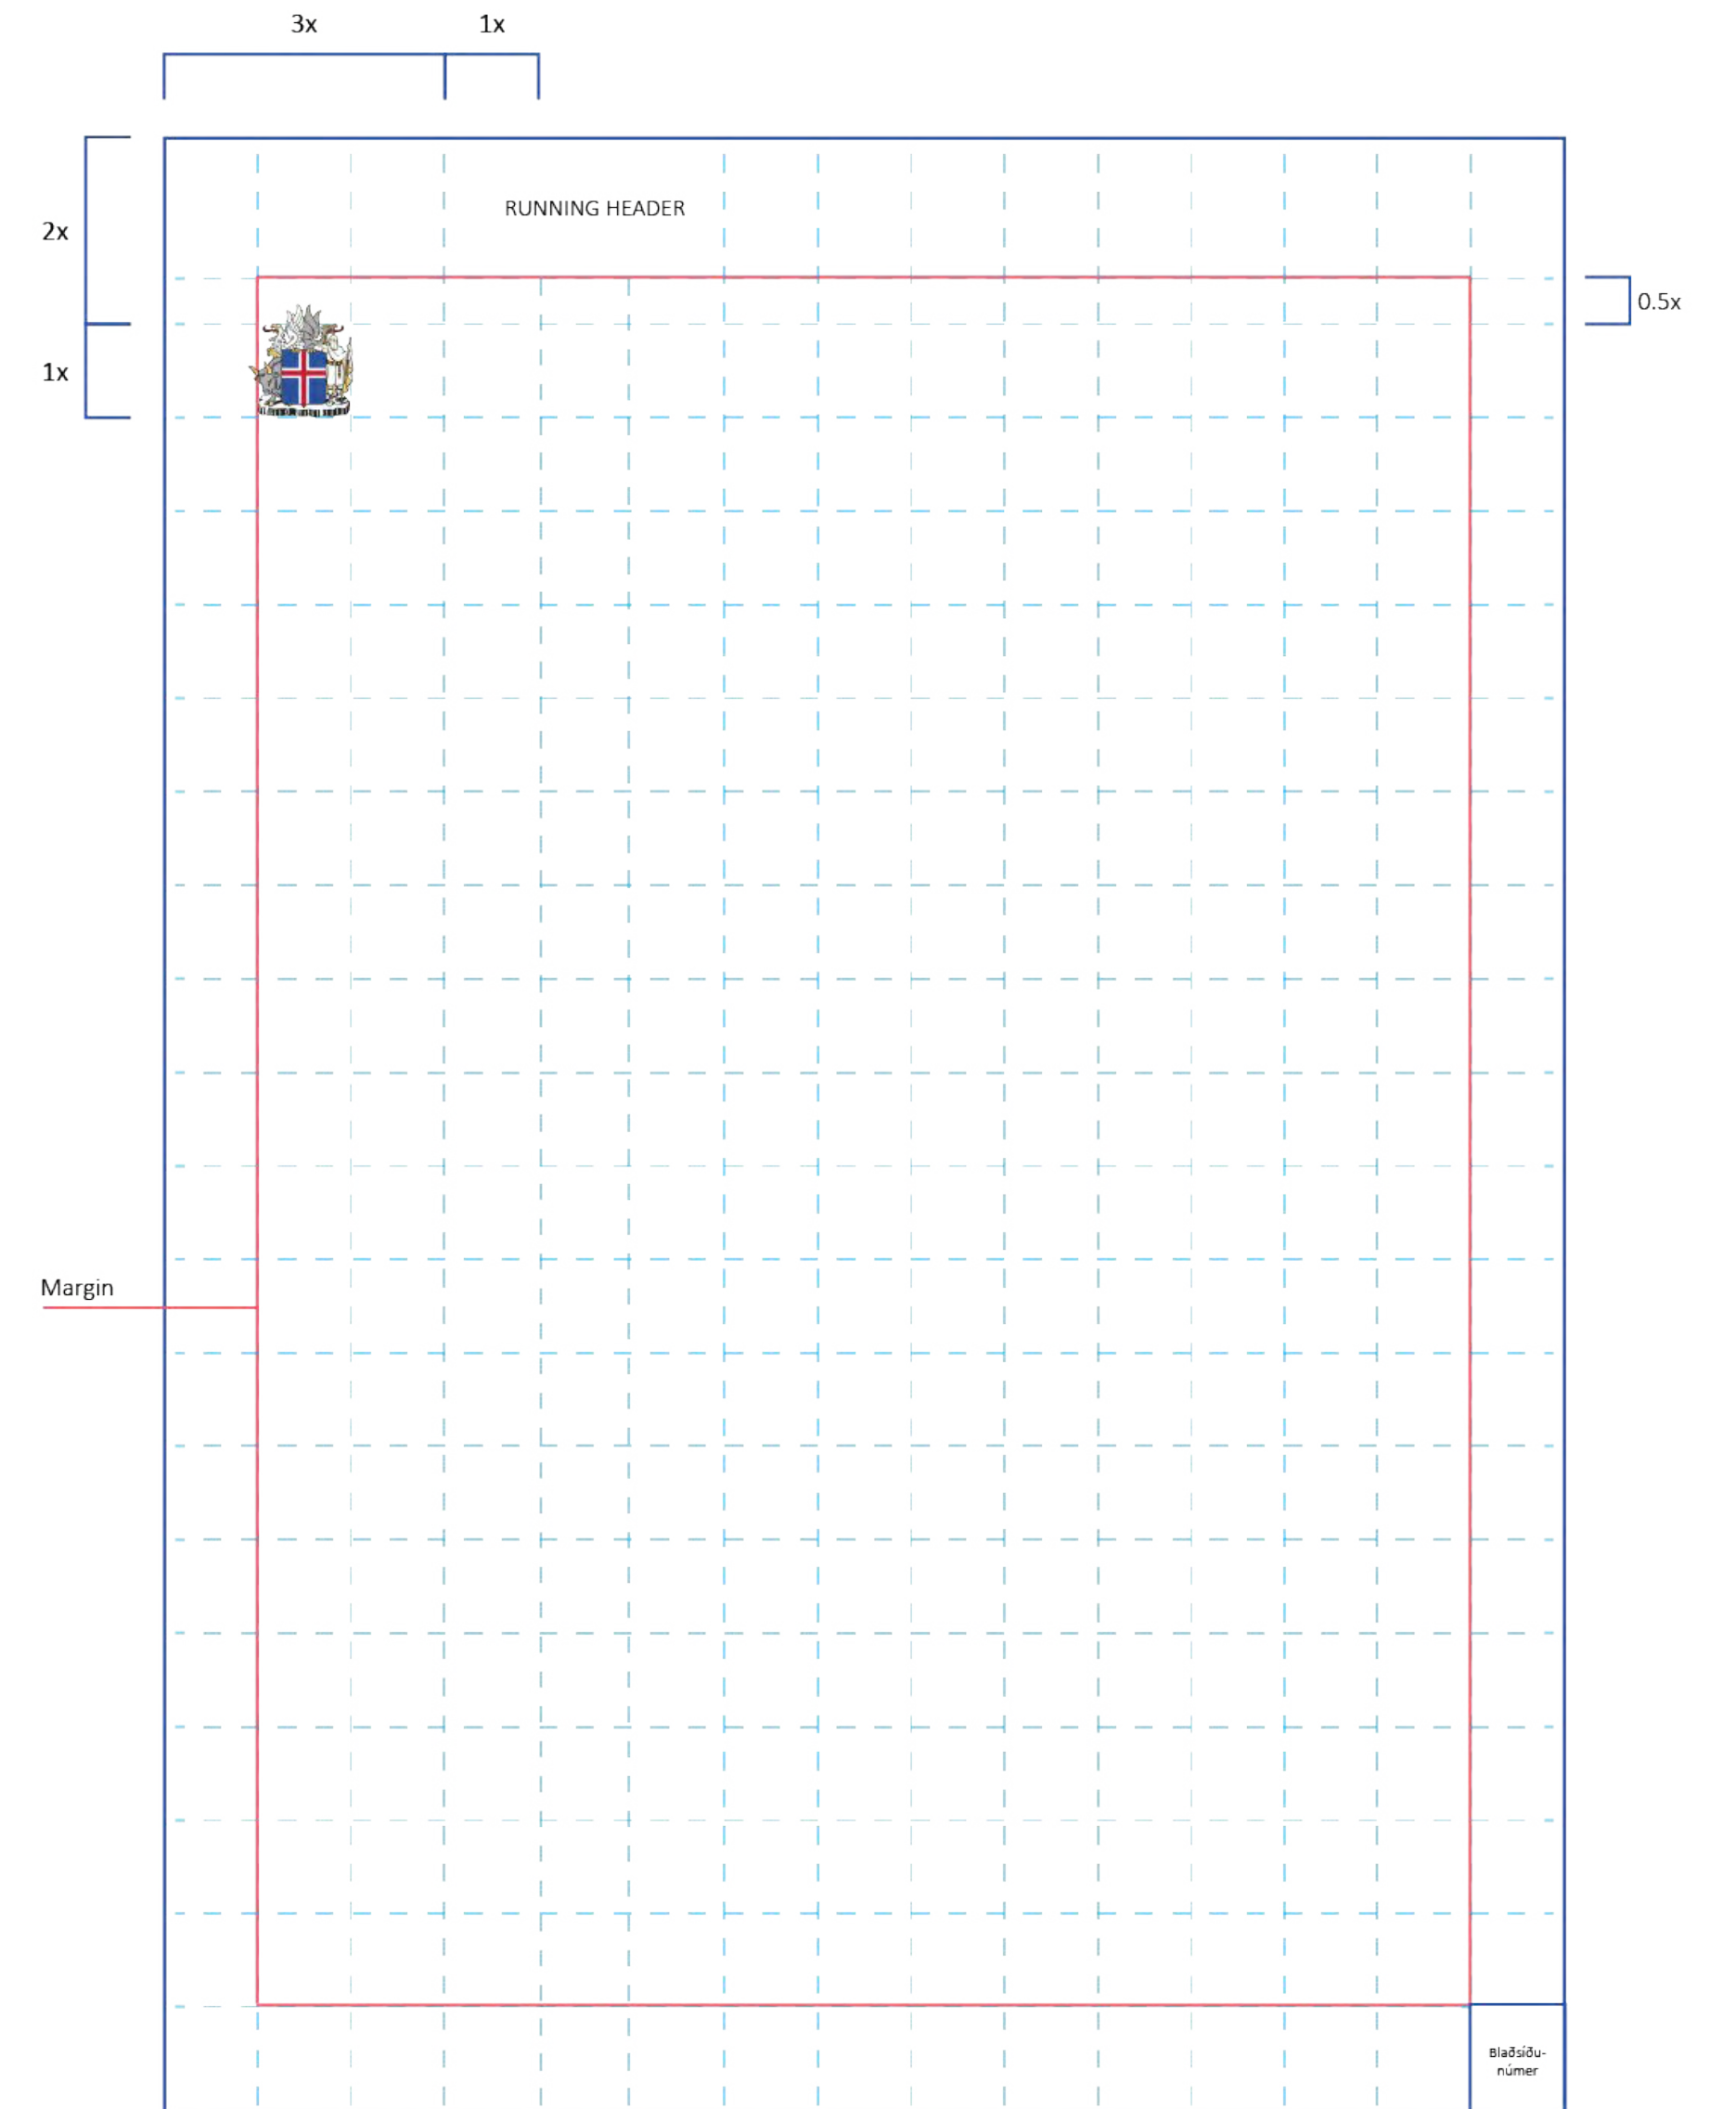 3x 1x
RUNNING HEADER
2x
0.5x
1x
Margin
Blaðsíðu-
númer